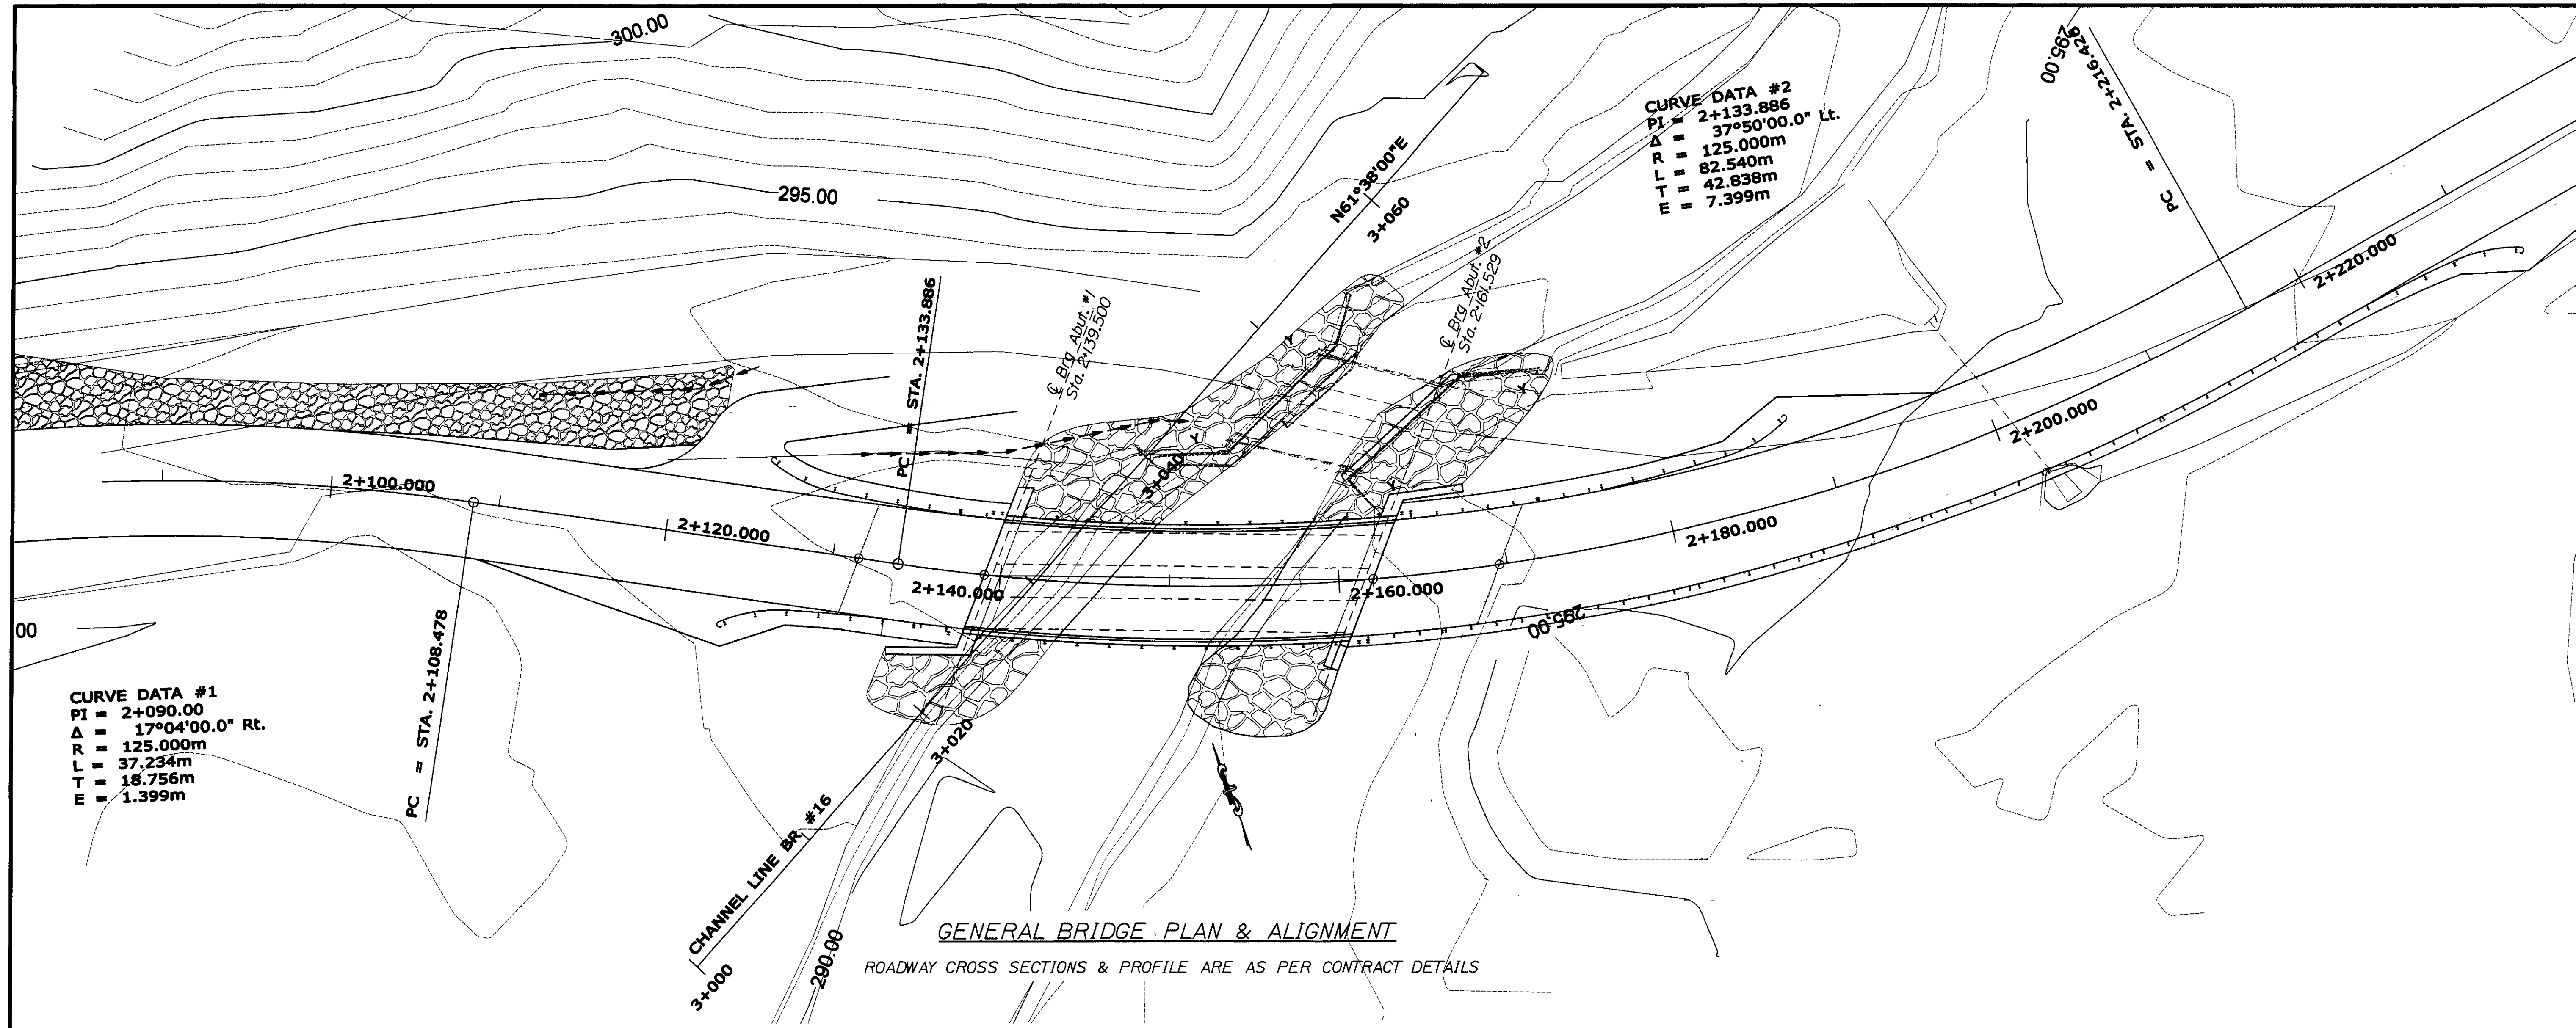 300.00
295.00
2+216.426
295.00
PC = STA. 2+216.426
CURVE DATA #2
PI = 2+133.886
Δ = 37°50'00.0" Lt.
R = 125.000m
L = 82.540m
T = 42.838m
E = 7.399m
N61°38'00"E
3+060
℄ Brg Abut. #1
Sta. 2+139.500
℄ Brg Abut. #2
Sta. 2+161.529
PC = STA. 2+133.886
2+220.000
2+200.000
2+180.000
2+160.000
2+140.000
2+120.000
2+100.000
3+040
295.00
00
PC = STA. 2+108.478
CURVE DATA #1
PI = 2+090.00
Δ = 17°04'00.0" Rt.
R = 125.000m
L = 37.234m
T = 18.756m
E = 1.399m
3+020
CHANNEL LINE BR. #16
3+000
290.00
GENERAL BRIDGE PLAN & ALIGNMENT
ROADWAY CROSS SECTIONS & PROFILE ARE AS PER CONTRACT DETAILS